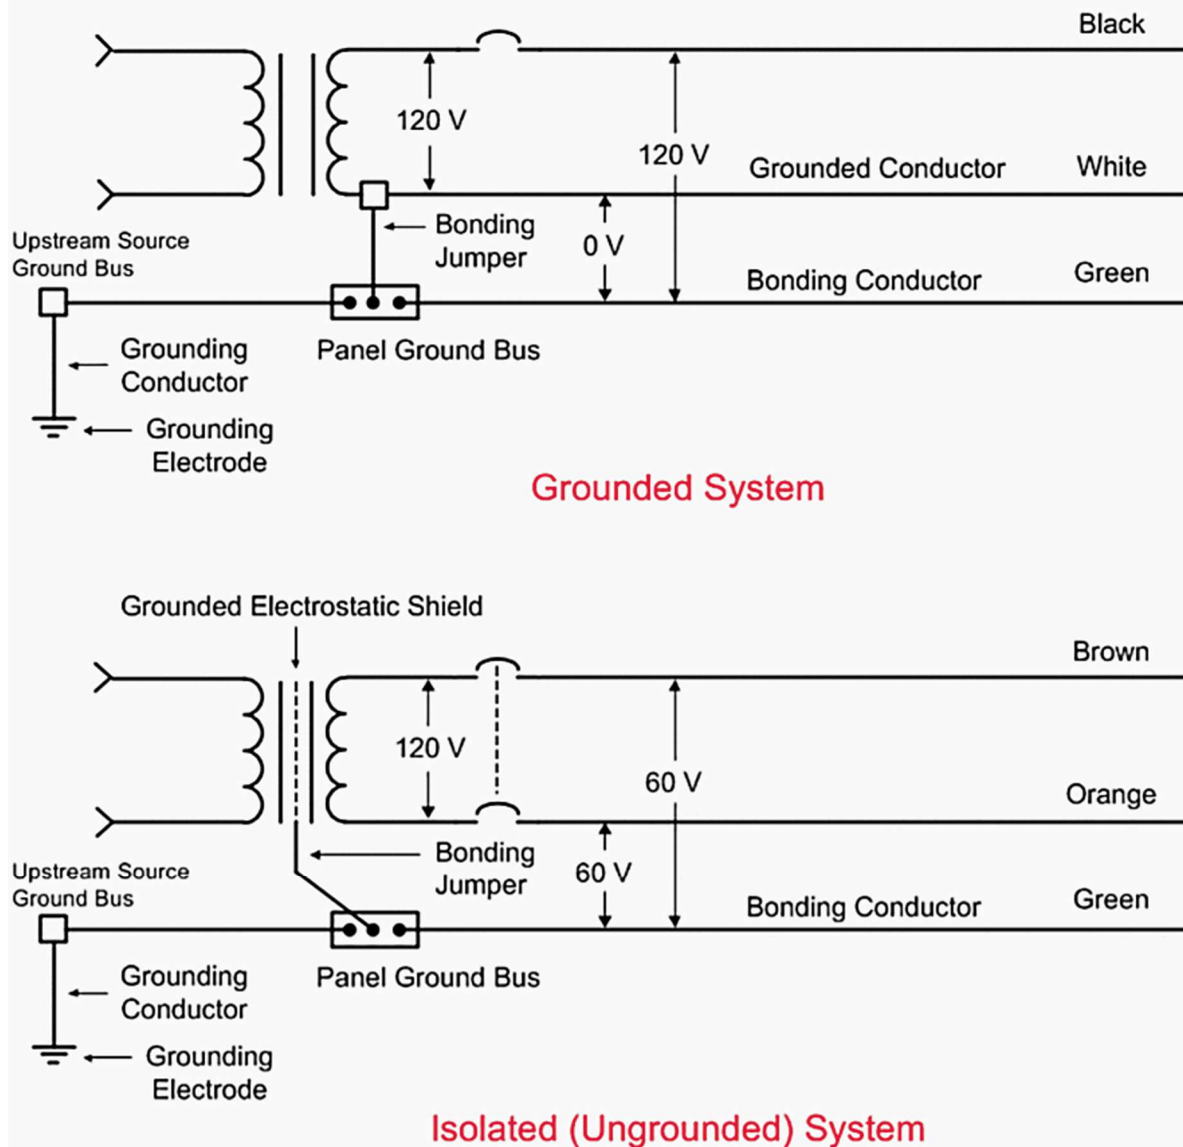 Black
120 V
120 V
Grounded Conductor
White
Bonding
Jumper
0 V
Upstream Source
Ground Bus
Bonding Conductor
Green
Grounding
Conductor
Panel Ground Bus
Grounding
Electrode
Grounded System
Grounded Electrostatic Shield
Brown
120 V
60 V
Orange
Bonding
Jumper
60 V
Upstream Source
Ground Bus
Bonding Conductor
Green
Grounding
Conductor
Panel Ground Bus
Grounding
Electrode
Isolated (Ungrounded) System